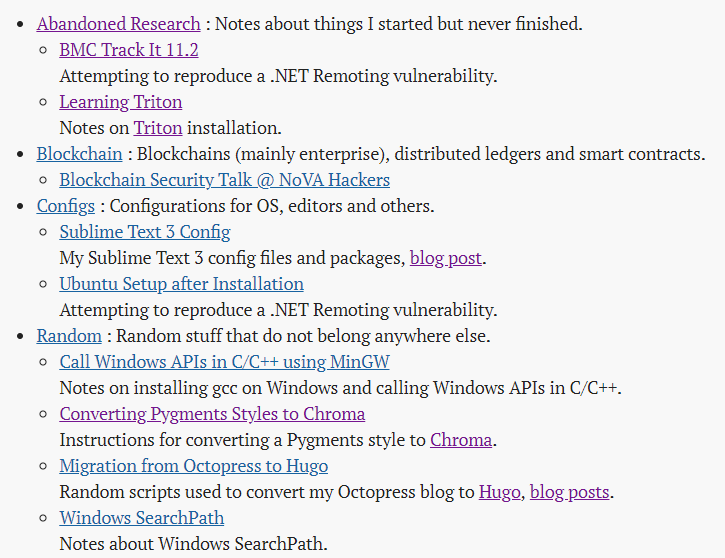 Abandoned Research : Notes about things I started but never finished.
BMC Track It 11.2
Attempting to reproduce a .NET Remoting vulnerability.
Learning Triton
Notes on Triton installation.
Blockchain : Blockchains (mainly enterprise), distributed ledgers and smart contracts.
Blockchain Security Talk @ NoVA Hackers
Configs : Configurations for OS, editors and others.
Sublime Text 3 Config
My Sublime Text 3 config files and packages, blog post.
Ubuntu Setup after Installation
Attempting to reproduce a .NET Remoting vulnerability.
Random : Random stuff that do not belong anywhere else.
Call Windows APIs in C/C++ using MinGW
Notes on installing gcc on Windows and calling Windows APIs in C/C++.
Converting Pygments Styles to Chroma
Instructions for converting a Pygments style to Chroma.
Migration from Octopress to Hugo
Random scripts used to convert my Octopress blog to Hugo, blog posts.
Windows SearchPath
Notes about Windows SearchPath.